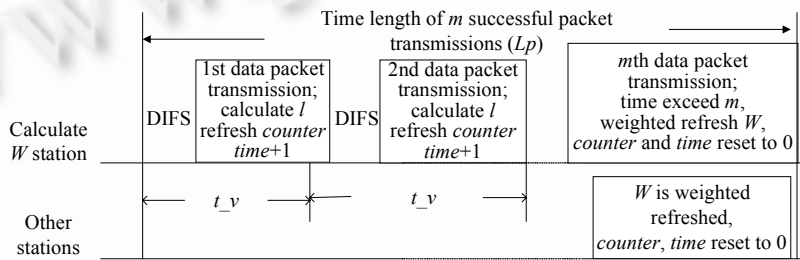 Time length of m successful packet
transmissions (Lp)
1st data packet
transmission;
calculate l
refresh counter
time+1
2nd data packet
transmission;
calculate l
refresh counter
time+1
mth data packet
transmission;
time exceed m,
weighted refresh W,
counter and time reset to 0
DIFS
DIFS
Calculate
W station
t_v
t_v
W is weighted
refreshed,
counter, time reset to 0
Other
stations